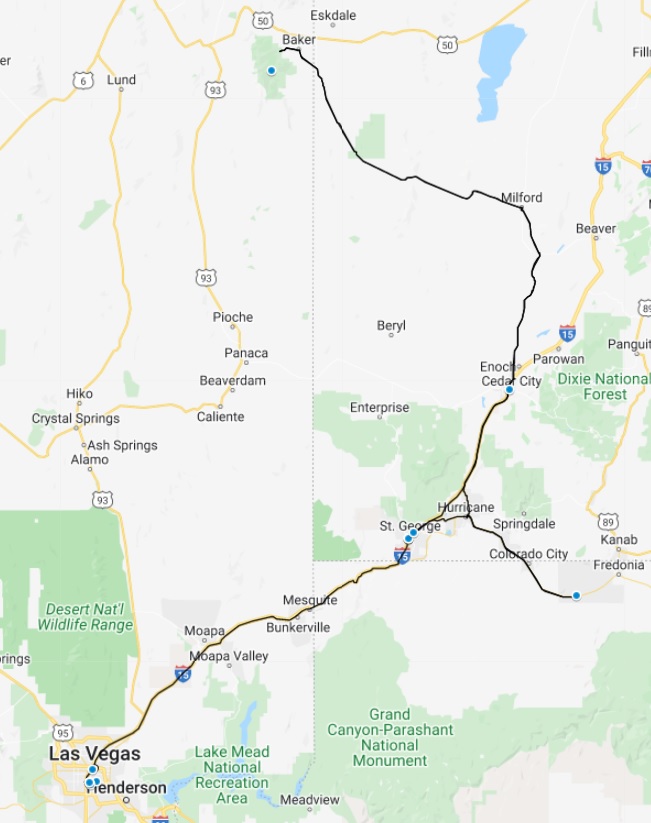 50
Eskdale
Baker
50
Fill
er
6
Lund
93
15
7
Milford
Beaver
93
89
Pioche
Beryl
15
Panguit
Panaca
Parowan
Enoch
Beaverdam
Cedar City
Dixie National
Forest
Hiko
Caliente
Enterprise
Crystal Springs
Ash Springs
Alamo
93
Hurricane
St. George
Springdale
89
Kanab
15
Colorado City
Fedonia
Mesquite
Desert Nat'l
Wildlife Range
Bunkerville
Moapa
rings
Moapa Valley
15
Grand
Canyon-Parashant
National
Monument
95
Las Vegas
Lake Mead
National
Recreation
Area
Henderson
Meadview